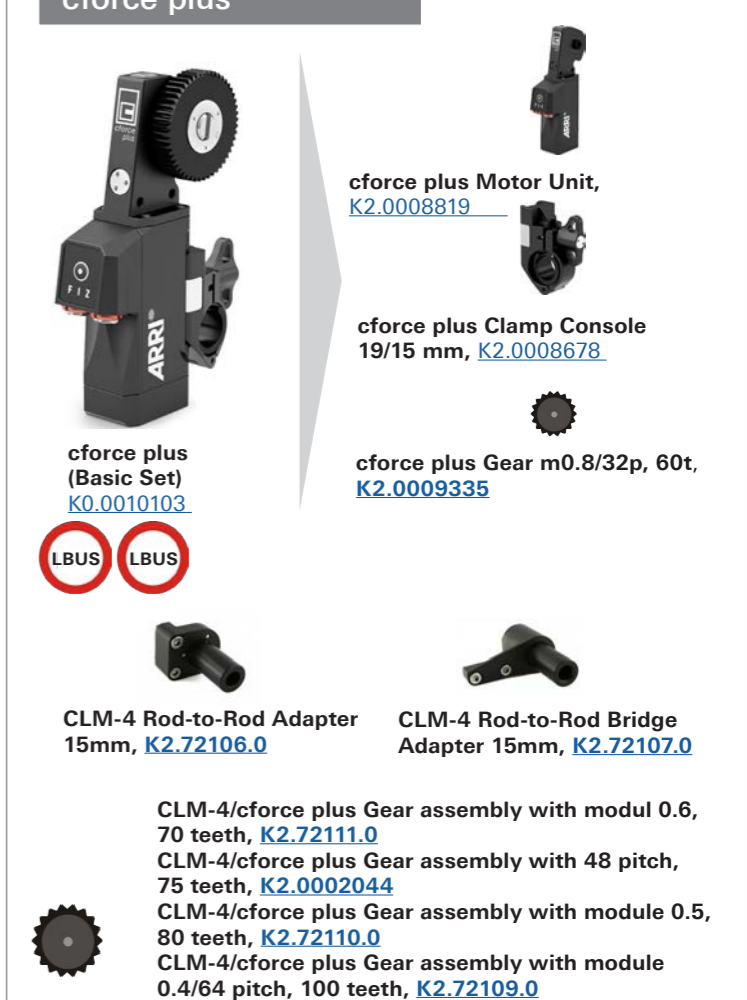 cforce plus
cforce
plus
F I Z
ARRI®
F I Z
ARRI®
cforce plus Motor Unit,
K2.0008819
cforce plus Clamp Console
19/15 mm, K2.0008678
cforce plus Gear m0.8/32p, 60t,
K2.0009335
cforce plus
(Basic Set)
K0.0010103
LBUS LBUS
CLM-4 Rod-to-Rod Adapter
15mm, K2.72106.0
CLM-4 Rod-to-Rod Bridge
Adapter 15mm, K2.72107.0
CLM-4/cforce plus Gear assembly with modul 0.6,
70 teeth, K2.72111.0
CLM-4/cforce plus Gear assembly with 48 pitch,
75 teeth, K2.0002044
CLM-4/cforce plus Gear assembly with module 0.5,
80 teeth, K2.72110.0
CLM-4/cforce plus Gear assembly with module
0.4/64 pitch, 100 teeth, K2.72109.0